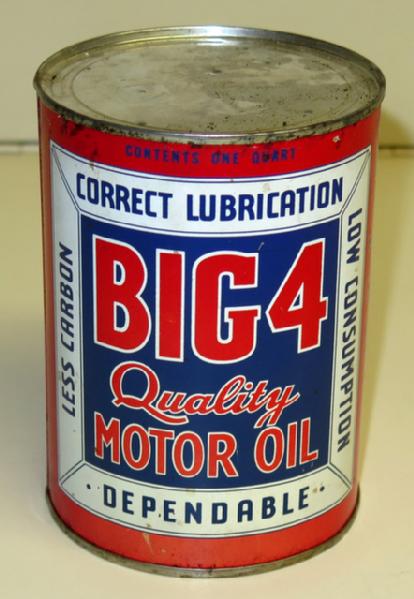 CONTENTS ONE QUART
CORRECT LUBRICATION
LESS CARBON
BIG 4
Quality
MOTOR OIL
LOW CONSUMPTION
• DEPENDABLE •